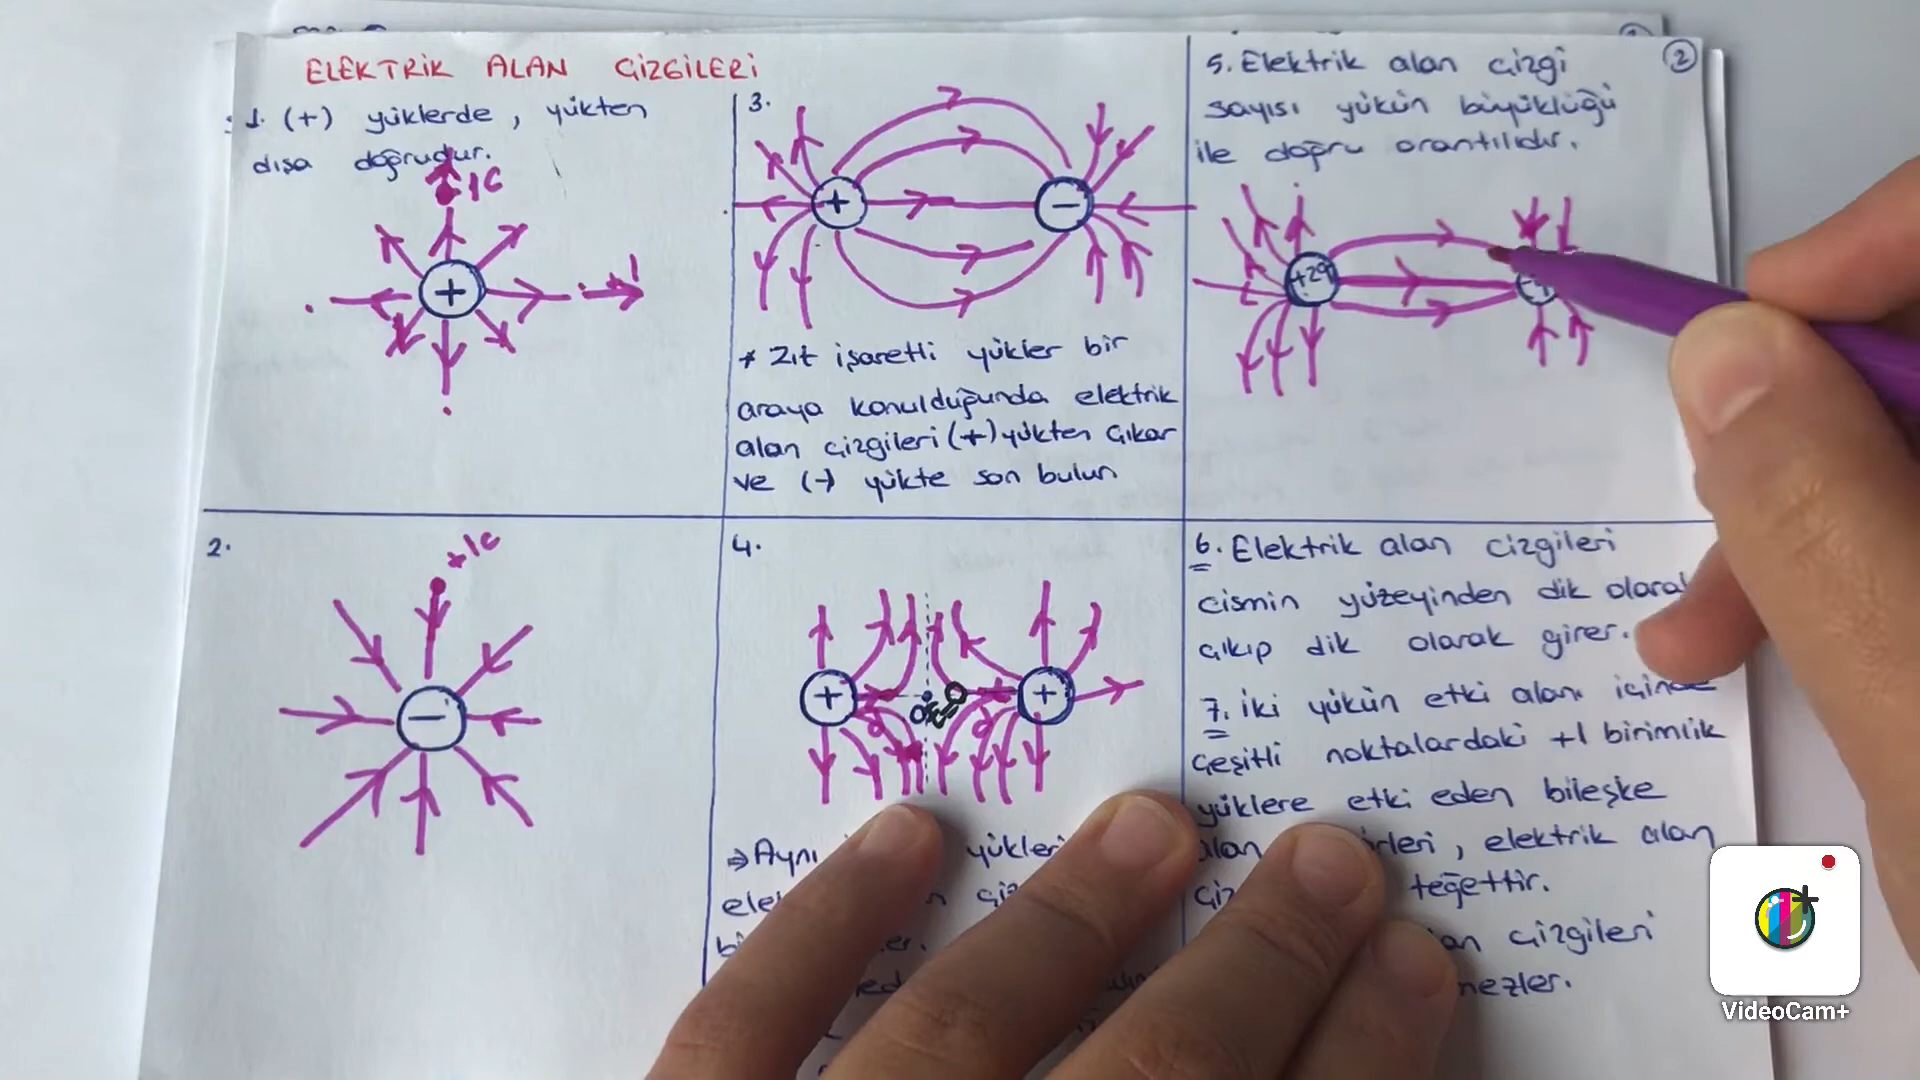 ELEKTRİK ALAN ÇİZGİLERİ
1. (+) yüklerde, yükten
dışa doğrudur.
1C
+
2.
+1C
−
3.
+
−
* Zıt işaretli yükler bir
araya konulduğunda elektrik
alan çizgileri (+) yükten çıkar
ve (-) yükte son bulur
4.
+
+
d
d
⇒ Aynı yükler
2
5. Elektrik alan çizgi
sayısı yükün büyüklüğü
ile doğru orantılıdır.
+2q
6. Elektrik alan çizgileri
cismin yüzeyinden dik olarak
çıkıp dik olarak girer.
7. İki yükün etki alanı içinde
çeşitli noktalardaki +1 birimlik
yüklere etki eden bileşke
alan elektrik alan
teğettir.
çizgileri
VideoCam+